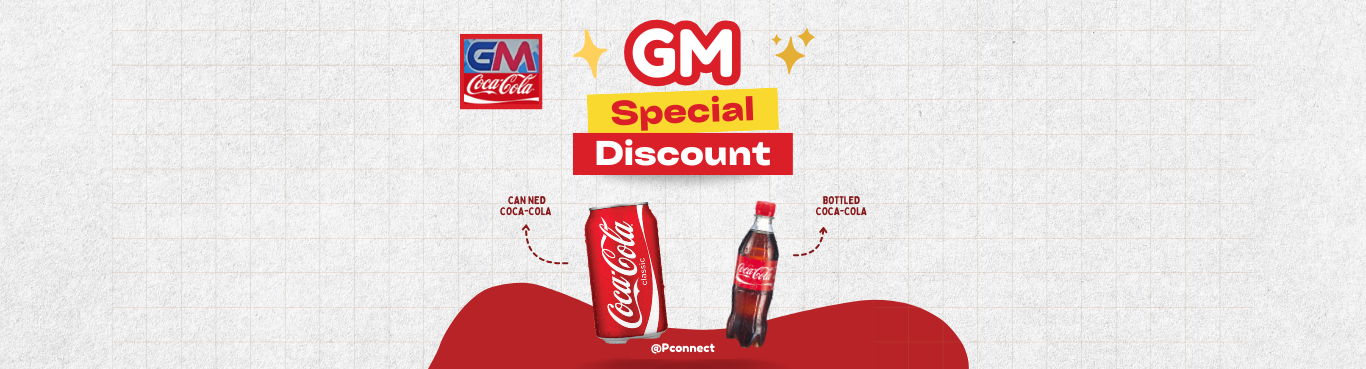 GM
Coca-Cola
GM
Special
Discount
CAN NED
COCA-COLA
BOTTLED
COCA-COLA
Coca-Cola
classic
Coca-Cola
@Pconnect